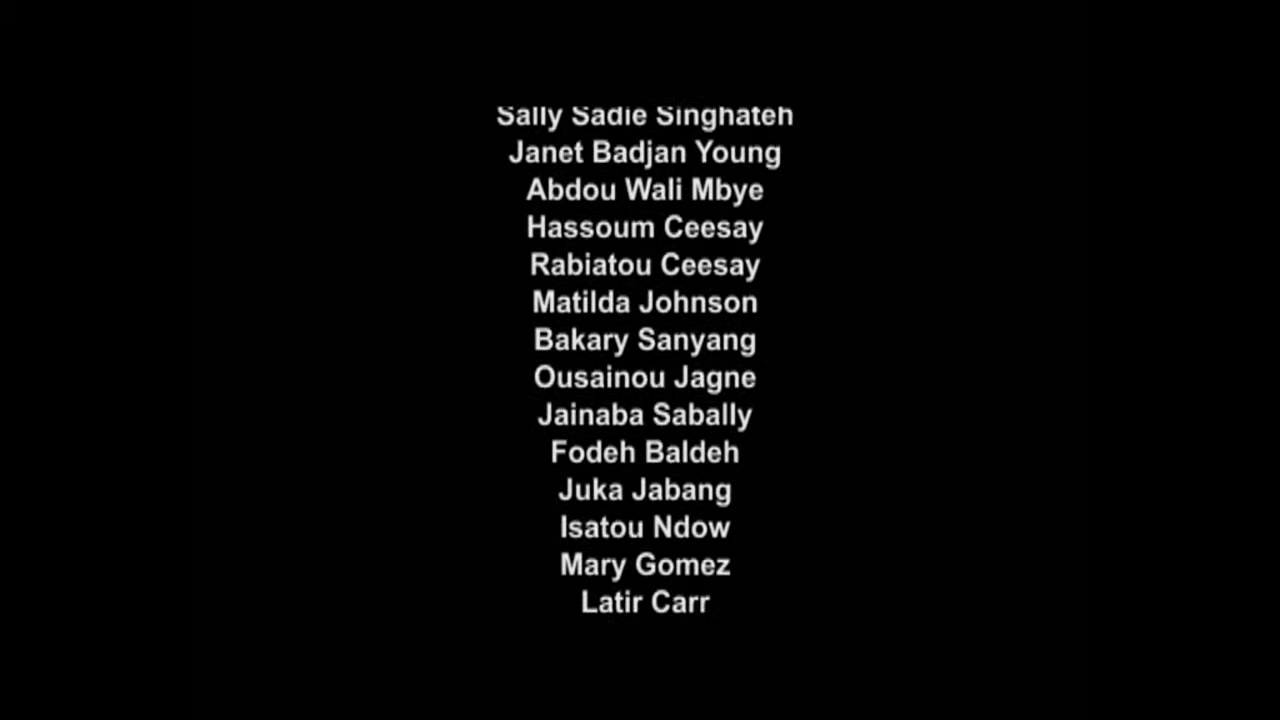 Sally Sadie Singhateh
Janet Badjan Young
Abdou Wali Mbye
Hassoum Ceesay
Rabiatou Ceesay
Matilda Johnson
Bakary Sanyang
Ousainou Jagne
Jainaba Sabally
Fodeh Baldeh
Juka Jabang
Isatou Ndow
Mary Gomez
Latir Carr